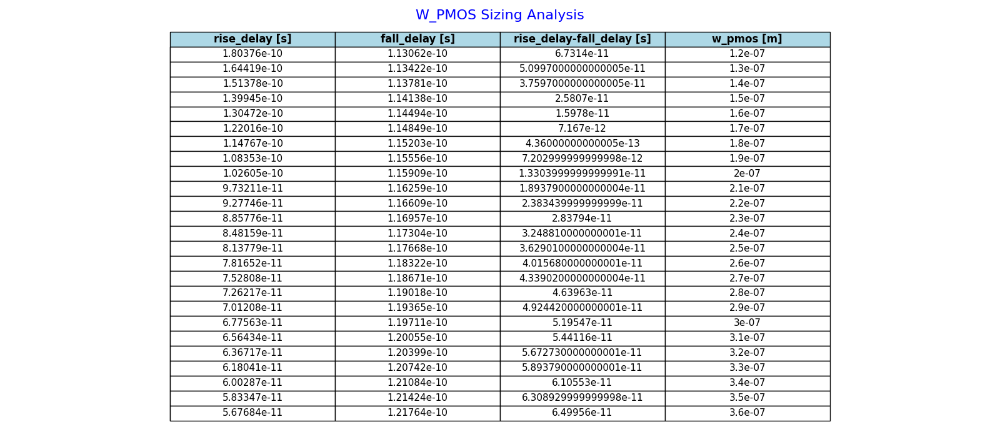 W_PMOS Sizing Analysis
rise_delay [s] fall_delay [s] rise_delay-fall_delay [s] w_pmos [m]
1.80376e-10 1.13062e-10 6.7314e-11 1.2e-07
1.64419e-10 1.13422e-10 5.0997000000000005e-11 1.3e-07
1.51378e-10 1.13781e-10 3.7597000000000005e-11 1.4e-07
1.39945e-10 1.14138e-10 2.5807e-11 1.5e-07
1.30472e-10 1.14494e-10 1.5978e-11 1.6e-07
1.22016e-10 1.14849e-10 7.167e-12 1.7e-07
1.14767e-10 1.15203e-10 4.36000000000005e-13 1.8e-07
1.08353e-10 1.15556e-10 7.202999999999998e-12 1.9e-07
1.02605e-10 1.15909e-10 1.3303999999999991e-11 2e-07
9.73211e-11 1.16259e-10 1.8937900000000004e-11 2.1e-07
9.27746e-11 1.16609e-10 2.383439999999999e-11 2.2e-07
8.85776e-11 1.16957e-10 2.83794e-11 2.3e-07
8.48159e-11 1.17304e-10 3.248810000000001e-11 2.4e-07
8.13779e-11 1.17668e-10 3.6290100000000004e-11 2.5e-07
7.81652e-11 1.18322e-10 4.015680000000001e-11 2.6e-07
7.52808e-11 1.18671e-10 4.3390200000000004e-11 2.7e-07
7.26217e-11 1.19018e-10 4.63963e-11 2.8e-07
7.01208e-11 1.19365e-10 4.924420000000001e-11 2.9e-07
6.77563e-11 1.19711e-10 5.19547e-11 3e-07
6.56434e-11 1.20055e-10 5.44116e-11 3.1e-07
6.36717e-11 1.20399e-10 5.672730000000001e-11 3.2e-07
6.18041e-11 1.20742e-10 5.893790000000001e-11 3.3e-07
6.00287e-11 1.21084e-10 6.10553e-11 3.4e-07
5.83347e-11 1.21424e-10 6.308929999999998e-11 3.5e-07
5.67684e-11 1.21764e-10 6.49956e-11 3.6e-07